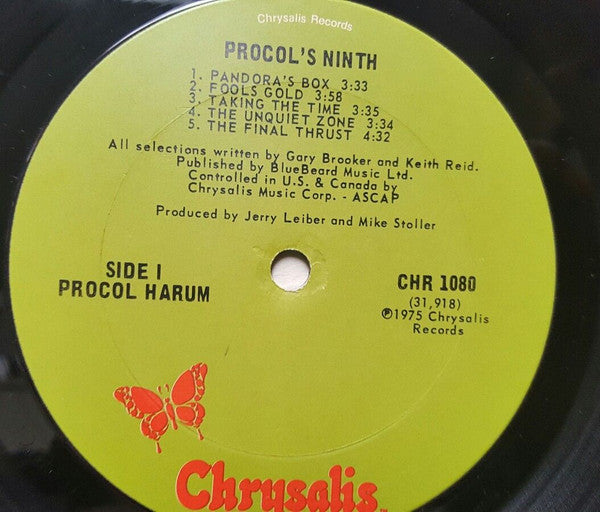 Chrysalis Records
PROCOL'S NINTH
1. PANDORA'S BOX 3:33
2. FOOLS GOLD 3:58
3. TAKING THE TIME 3:35
4. THE UNQUIET ZONE 3:34
5. THE FINAL THRUST 4:32
All selections written by Gary Brooker and Keith Reid.
Published by BlueBeard Music Ltd.
Controlled in U.S. & Canada by
Chrysalis Music Corp. - ASCAP
Produced by Jerry Leiber and Mike Stoller
SIDE I
PROCOL HARUM
CHR 1080
(31,918)
℗1975 Chrysalis
Records
Chrysalis
TM